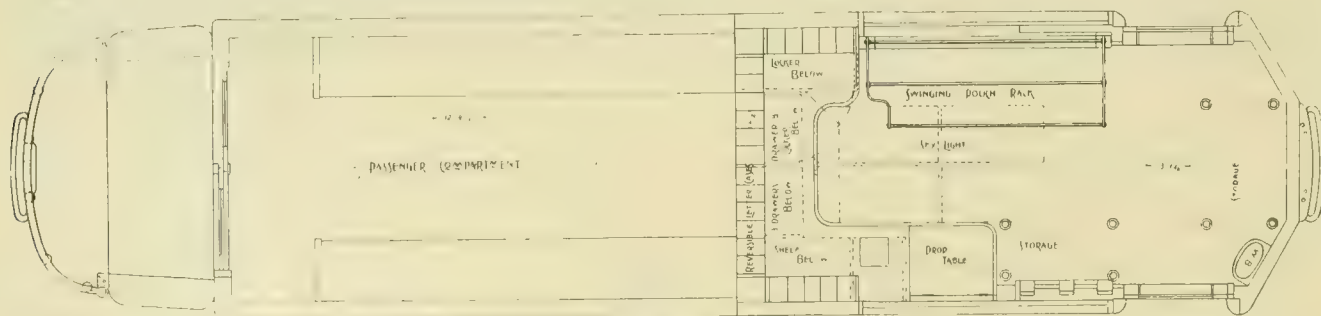 LOCKER
BELOW
SWINGING POUCH RACK
SKY LIGHT
PASSENGER COMPARTMENT
REVERSIBLE LETTER CASES
DRAWERS
BELOW
STORAGE
SHELF
DROP
TABLE
STORAGE